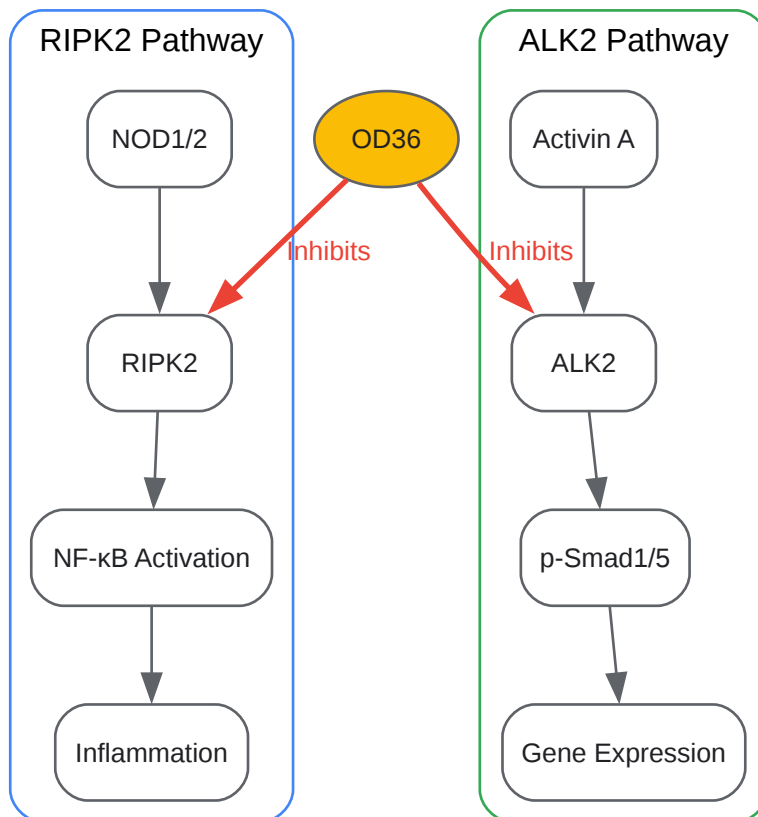 RIPK2 Pathway
ALK2 Pathway
NOD1/2
OD36
Activin A
Inhibits
Inhibits
RIPK2
ALK2
NF-κB Activation
p-Smad1/5
Inflammation
Gene Expression